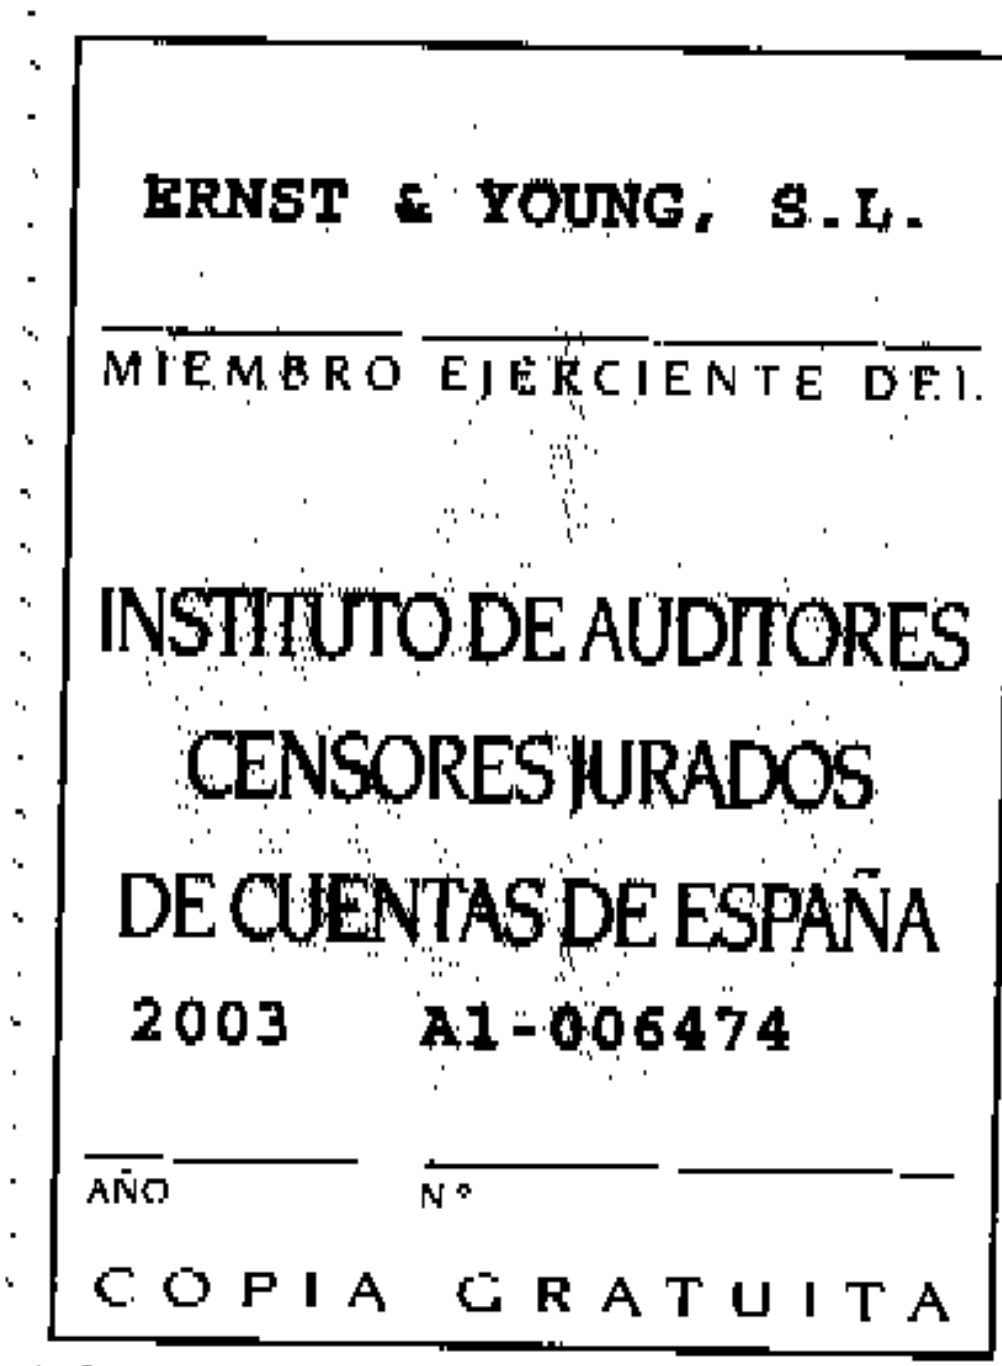 ERNST & YOUNG, S.L.
MIEMBRO EJERCIENTE DEL
INSTITUTO DE AUDITORES
CENSORES JURADOS
DE CUENTAS DE ESPAÑA
2003 A1-006474
AÑO Nº
COPIA GRATUITA